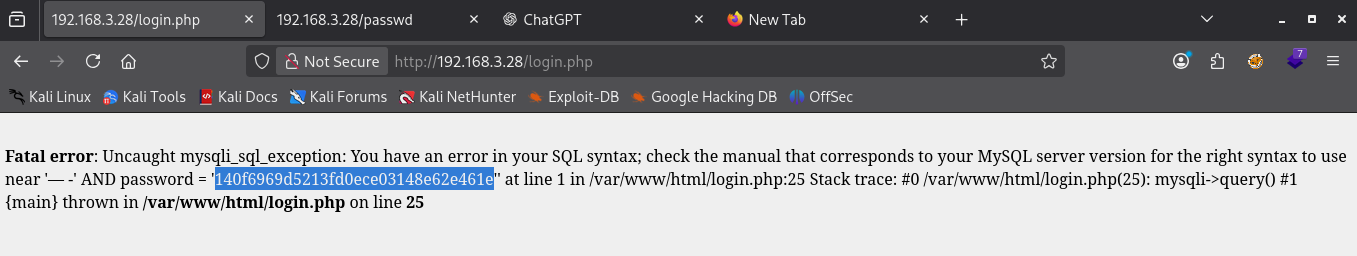 192.168.3.28/login.php
192.168.3.28/passwd
ChatGPT
New Tab
Not Secure
http://192.168.3.28/login.php
7
Kali Linux
Kali Tools
Kali Docs
Kali Forums
Kali NetHunter
Exploit-DB
Google Hacking DB
OffSec
Fatal error: Uncaught mysqli_sql_exception: You have an error in your SQL syntax; check the manual that corresponds to your MySQL server version for the right syntax to use
near '— -' AND password = '140f6969d5213fd0ece03148e62e461e'' at line 1 in /var/www/html/login.php:25 Stack trace: #0 /var/www/html/login.php(25): mysqli->query() #1
{main} thrown in /var/www/html/login.php on line 25